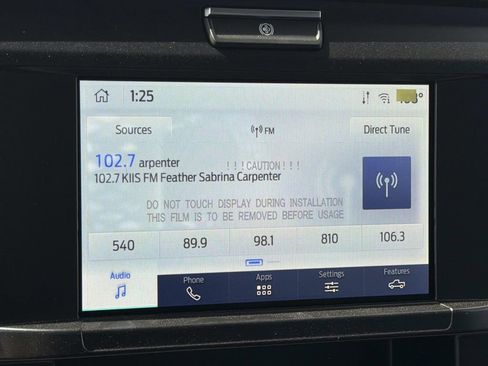 1:25
Sources
FM
Direct Tune
102.7 arpenter
! ! ! CAUTION ! ! !
102.7 KIIS FM Feather Sabrina Carpenter
DO NOT TOUCH DISPLAY DURING INSTALLATION
THIS FILM IS TO BE REMOVED BEFORE USAGE
540 89.9 98.1 810 106.3
Audio Phone Apps Settings Features